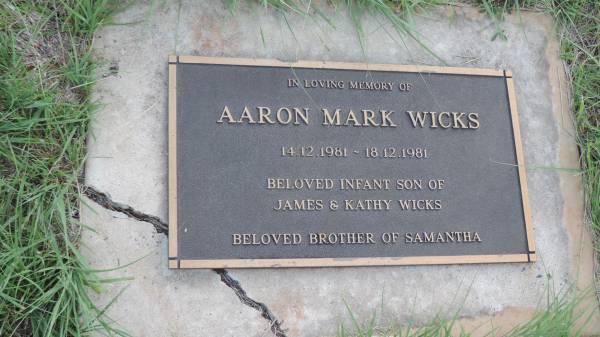 IN LOVING MEMORY OF
AARON MARK WICKS
14.12.1981 ~ 18.12.1981
BELOVED INFANT SON OF
JAMES & KATHY WICKS
BELOVED BROTHER OF SAMANTHA